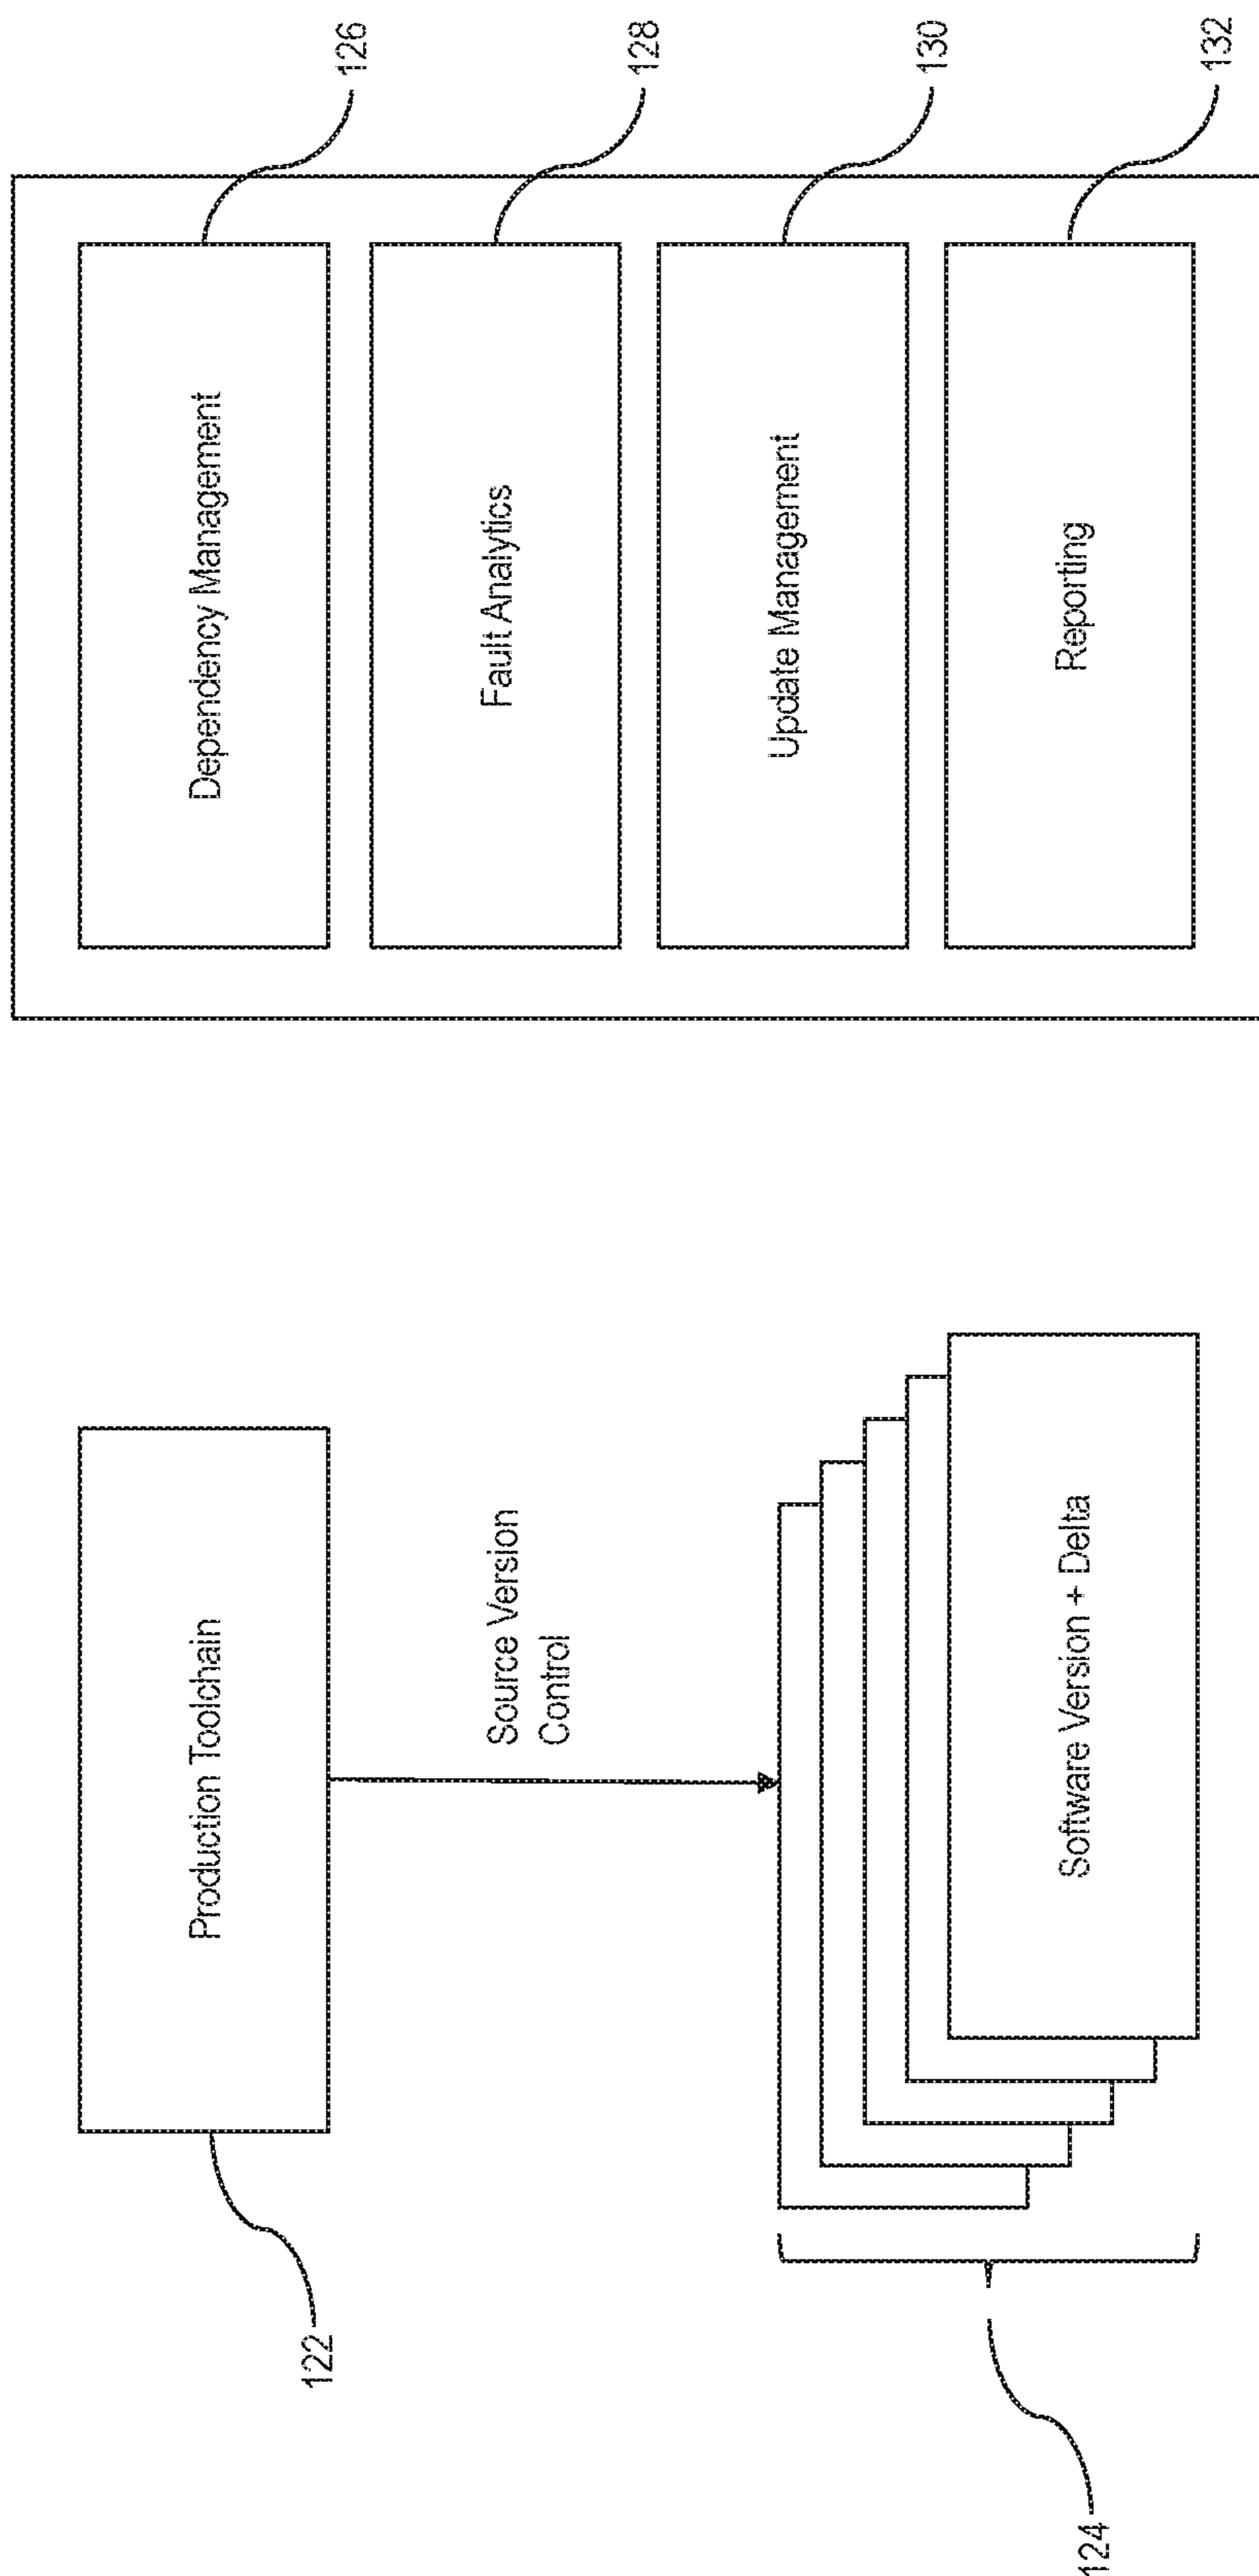 122
Production Toolchain
Source Version
Control
124
Software Version + Delta
Dependency Management
126
Fault Analytics
128
Update Management
130
Reporting
132